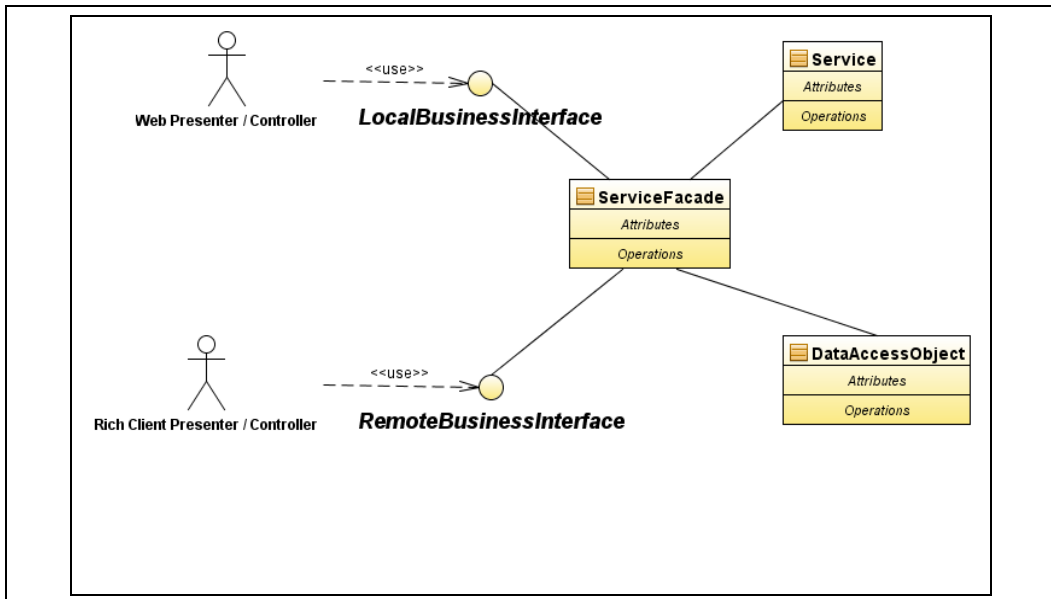 <<use>>
Web Presenter / Controller
LocalBusinessInterface
Service
Attributes
Operations
ServiceFacade
Attributes
Operations
<<use>>
Rich Client Presenter / Controller
RemoteBusinessInterface
DataAccessObject
Attributes
Operations